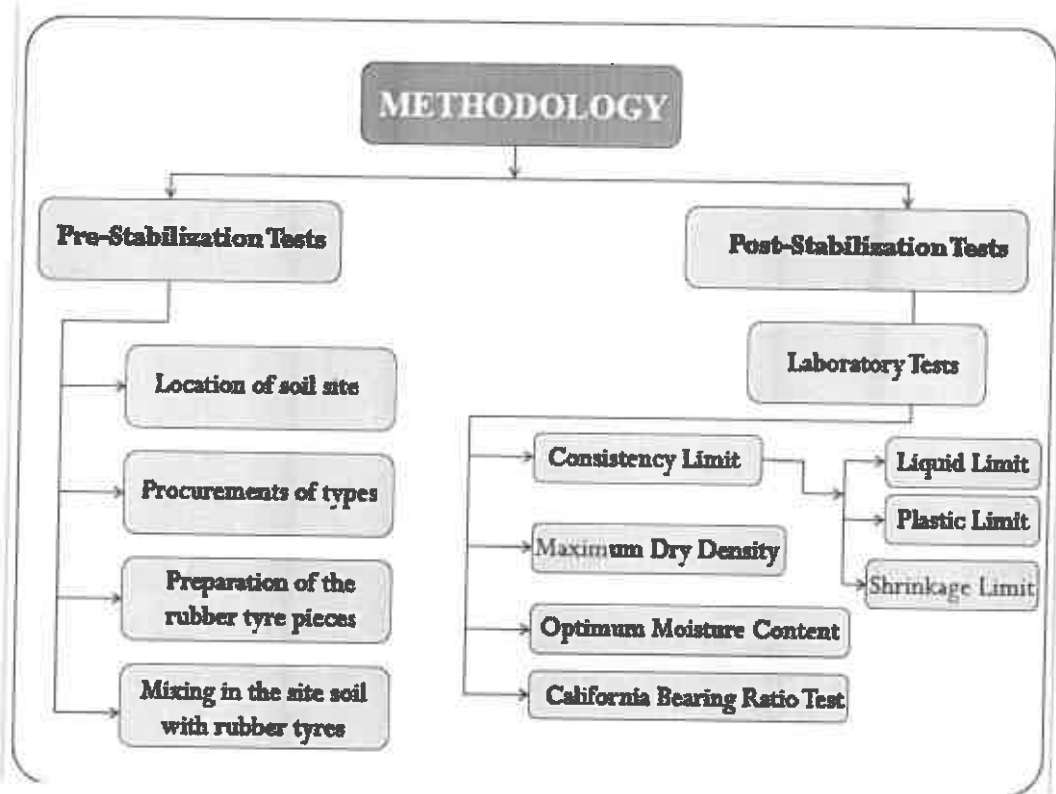 METHODOLOGY
Pre-Stabilization Tests
Location of soil site
Procurements of types
Preparation of the
rubber tyre pieces
Mixing in the site soil
with rubber tyres
Post-Stabilization Tests
Laboratory Tests
Consistency Limit
Liquid Limit
Plastic Limit
Shrinkage Limit
Maximum Dry Density
Optimum Moisture Content
California Bearing Ratio Test